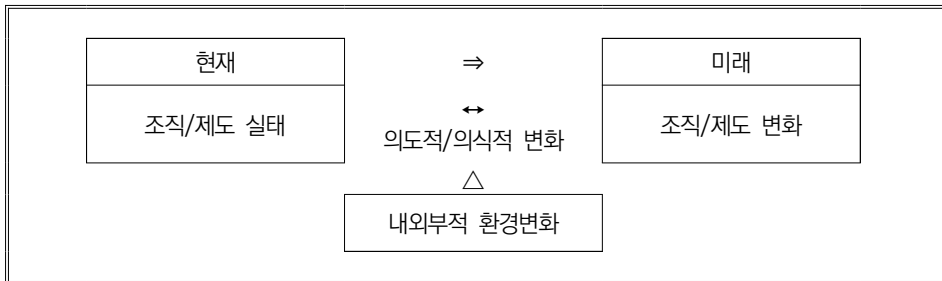 현재 ⇒ 미래
조직/제도 실태 ↔ 조직/제도 변화
의도적/의식적 변화
△
내외부적 환경변화